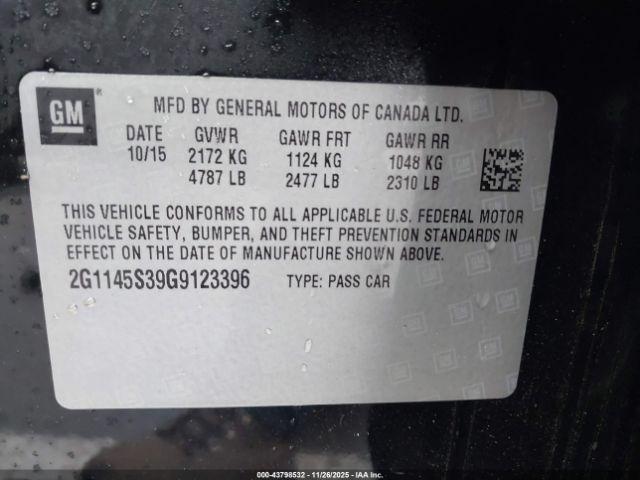 GM ®
MFD BY GENERAL MOTORS OF CANADA LTD.
DATE GVWR GAWR FRT GAWR RR
10/15 2172 KG 1124 KG 1048 KG
4787 LB 2477 LB 2310 LB
THIS VEHICLE CONFORMS TO ALL APPLICABLE U.S. FEDERAL MOTOR
VEHICLE SAFETY, BUMPER, AND THEFT PREVENTION STANDARDS IN
EFFECT ON THE DATE OF MANUFACTURE SHOWN ABOVE.
2G1145S39G9123396 TYPE: PASS CAR
000-43798532 - 11/26/2025 - IAAI.com